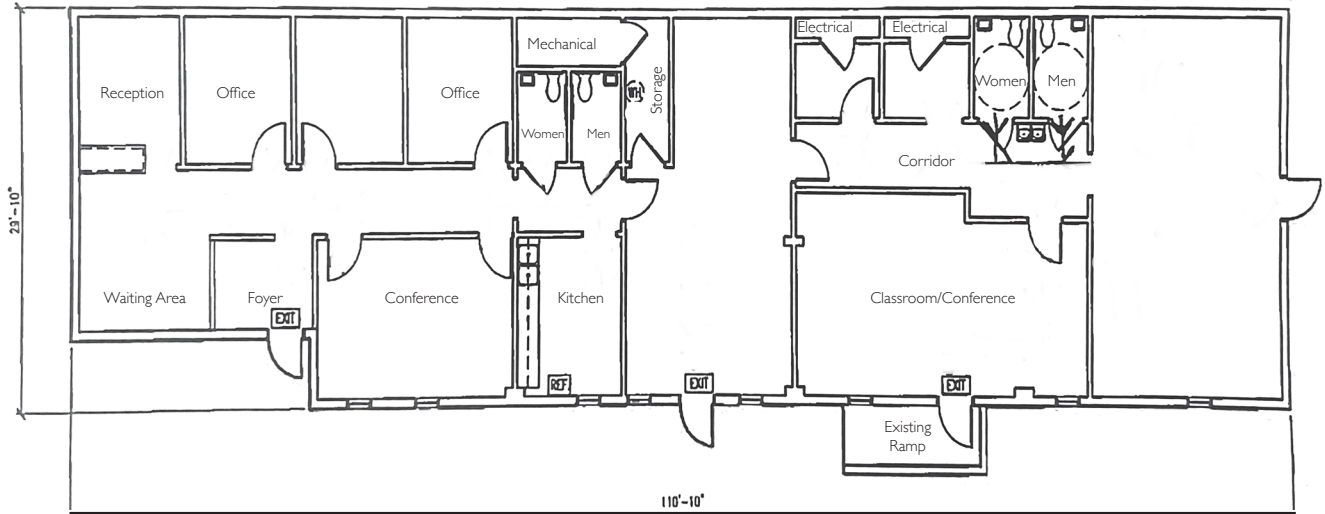 Electrical
Electrical
Mechanical
Reception
Office
Office
WH
Storage
Women
Men
Women
Men
Corridor
29'-10"
Waiting Area
Foyer
Conference
Kitchen
Classroom/Conference
EXIT
REF
EXIT
EXIT
Existing
Ramp
110'-10"